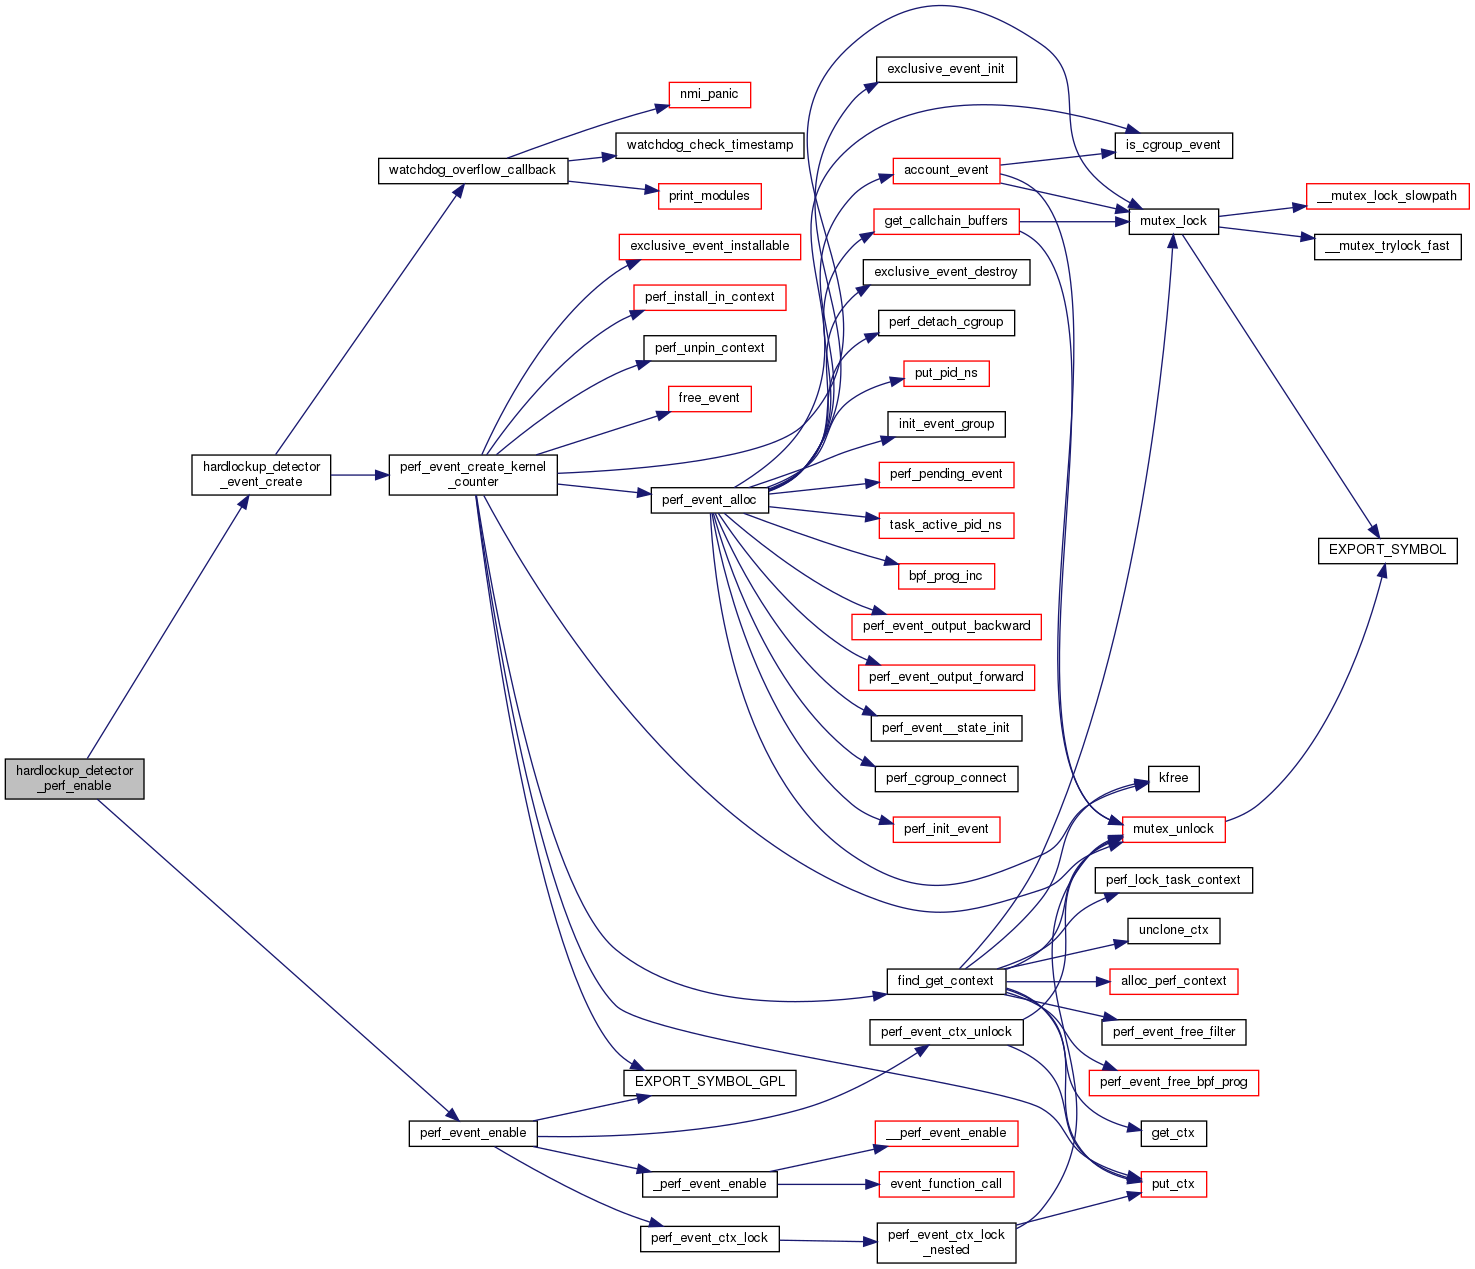 hardlockup_detector
_perf_enable
hardlockup_detector
_event_create
watchdog_overflow_callback
perf_event_create_kernel
_counter
perf_event_enable
nmi_panic
watchdog_check_timestamp
print_modules
exclusive_event_installable
perf_install_in_context
perf_unpin_context
free_event
perf_event_alloc
EXPORT_SYMBOL_GPL
_perf_event_enable
perf_event_ctx_lock
exclusive_event_init
account_event
get_callchain_buffers
exclusive_event_destroy
perf_detach_cgroup
put_pid_ns
init_event_group
perf_pending_event
task_active_pid_ns
bpf_prog_inc
perf_event_output_backward
perf_event_output_forward
perf_event__state_init
perf_cgroup_connect
perf_init_event
find_get_context
perf_event_ctx_unlock
__perf_event_enable
event_function_call
perf_event_ctx_lock
_nested
is_cgroup_event
mutex_lock
kfree
mutex_unlock
perf_lock_task_context
unclone_ctx
alloc_perf_context
perf_event_free_filter
perf_event_free_bpf_prog
get_ctx
put_ctx
__mutex_lock_slowpath
__mutex_trylock_fast
EXPORT_SYMBOL